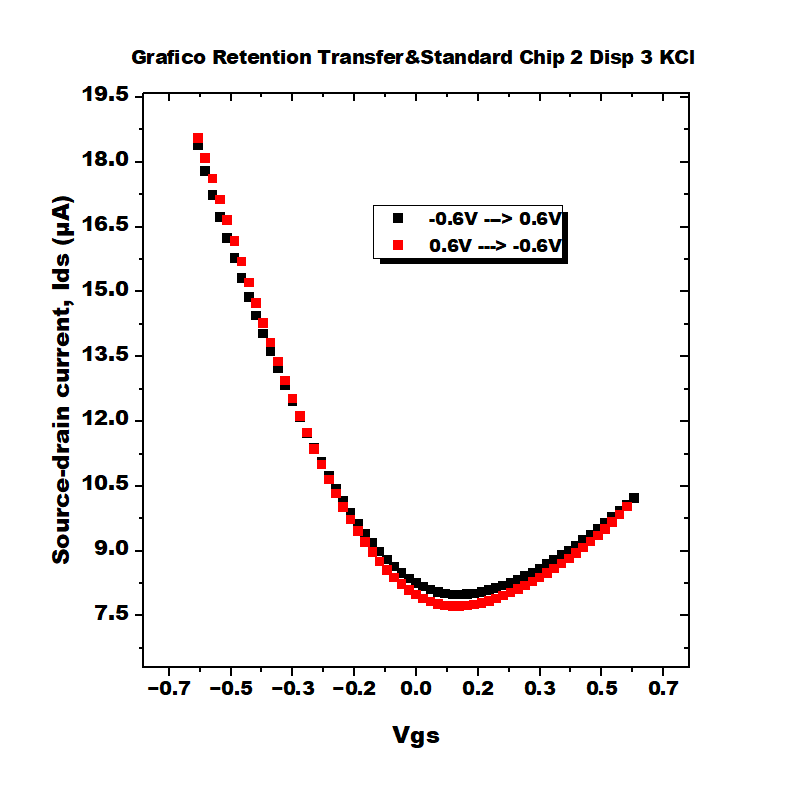 Grafico Retention Transfer&Standard Chip 2 Disp 3 KCl
19.5
18.0
16.5
15.0
13.5
12.0
10.5
9.0
7.5
Source-drain current, Ids (μA)
-0.6V ---> 0.6V
0.6V ---> -0.6V
−0.7 −0.5 −0.3 −0.2 0.0 0.2 0.3 0.5 0.7
Vgs